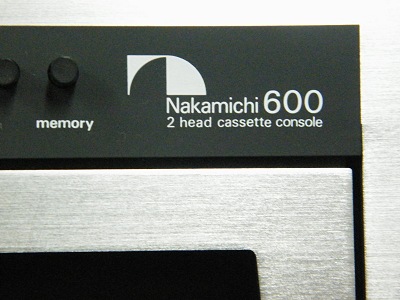 Nakamichi 600
2 head cassette console
memory